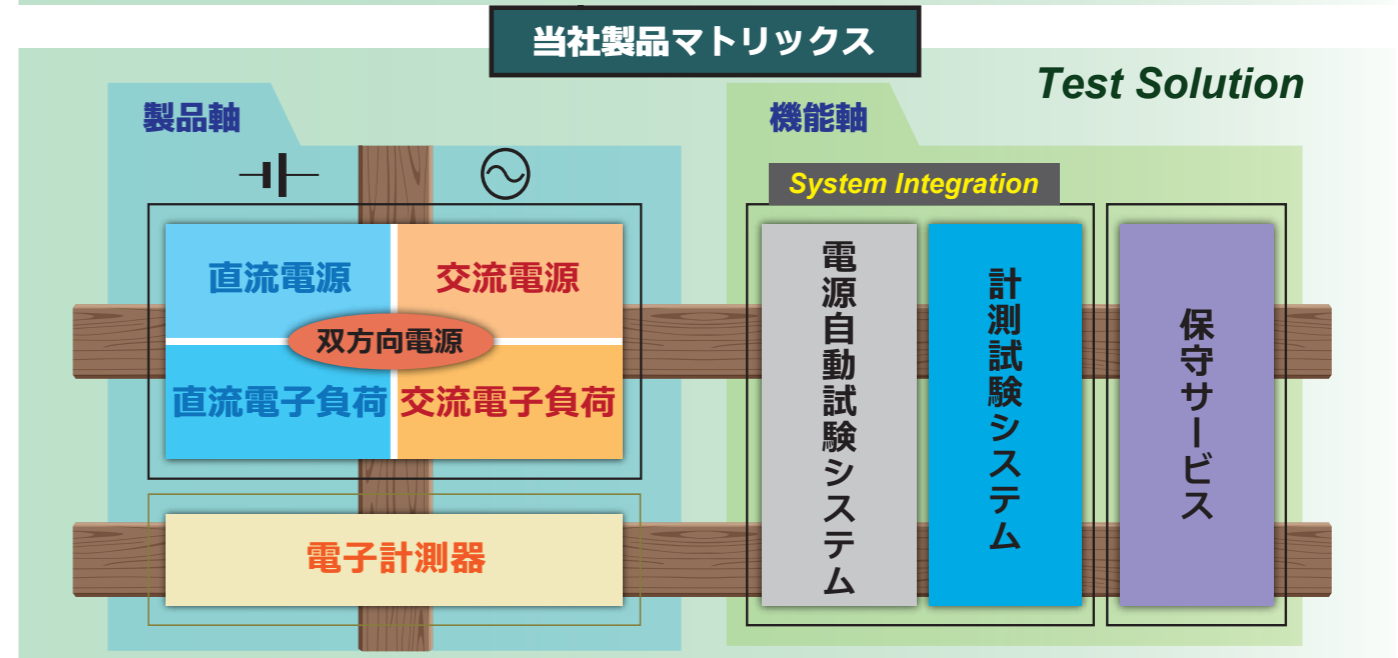 当社製品マトリックス
Test Solution
製品軸
機能軸
System Integration
直流電源
交流電源
双方向電源
直流電子負荷
交流電子負荷
電子計測器
電源自動試験システム
計測試験システム
保守サービス